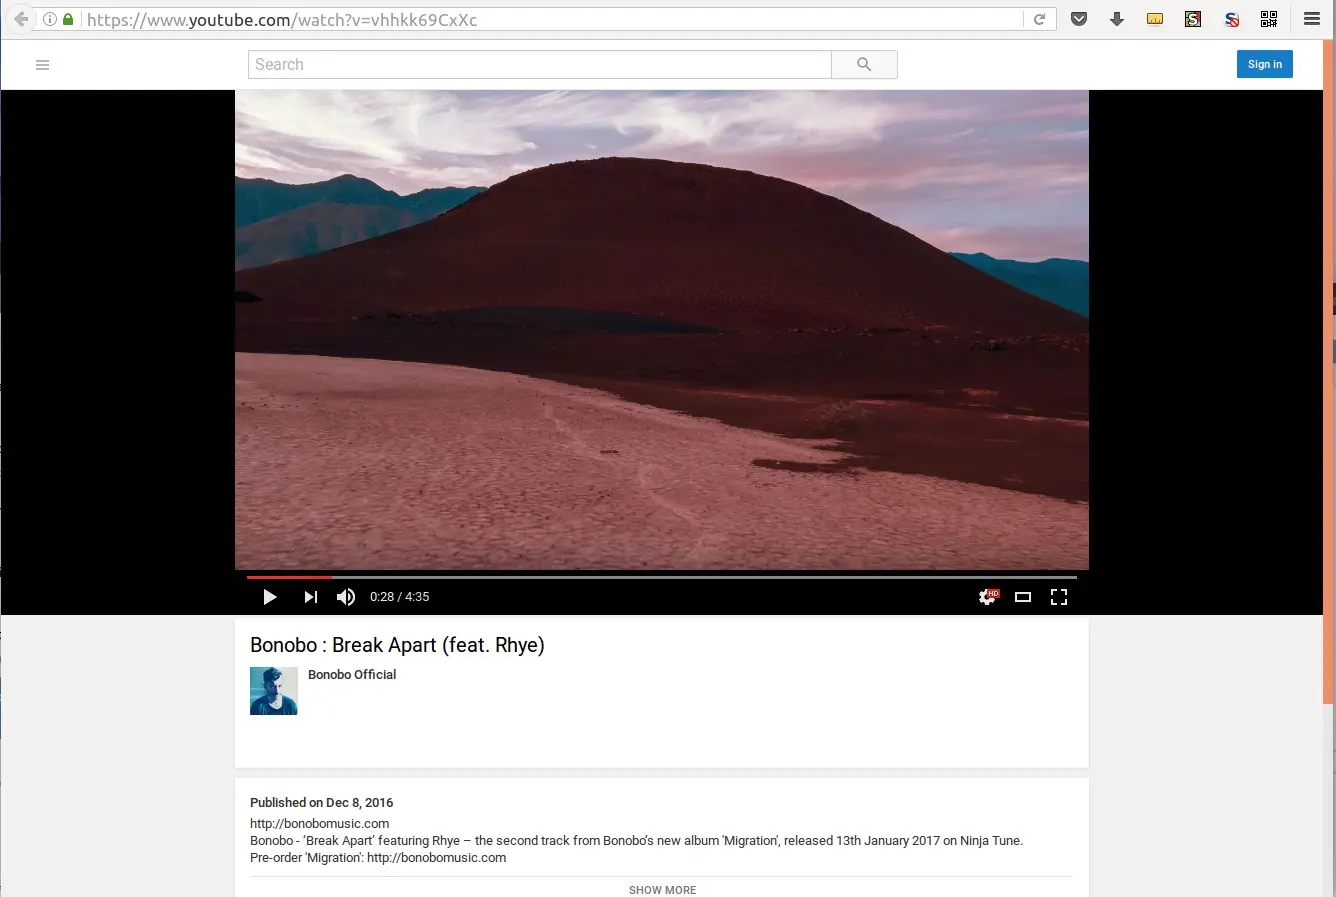 https://www.youtube.com/watch?v=vhhkk69CxXc
Search
Sign in
0:28 / 4:35
HD
Bonobo : Break Apart (feat. Rhye)
Bonobo Official
Published on Dec 8, 2016
http://bonobomusic.com
Bonobo - ‘Break Apart’ featuring Rhye – the second track from Bonobo’s new album 'Migration', released 13th January 2017 on Ninja Tune.
Pre-order 'Migration': http://bonobomusic.com
SHOW MORE